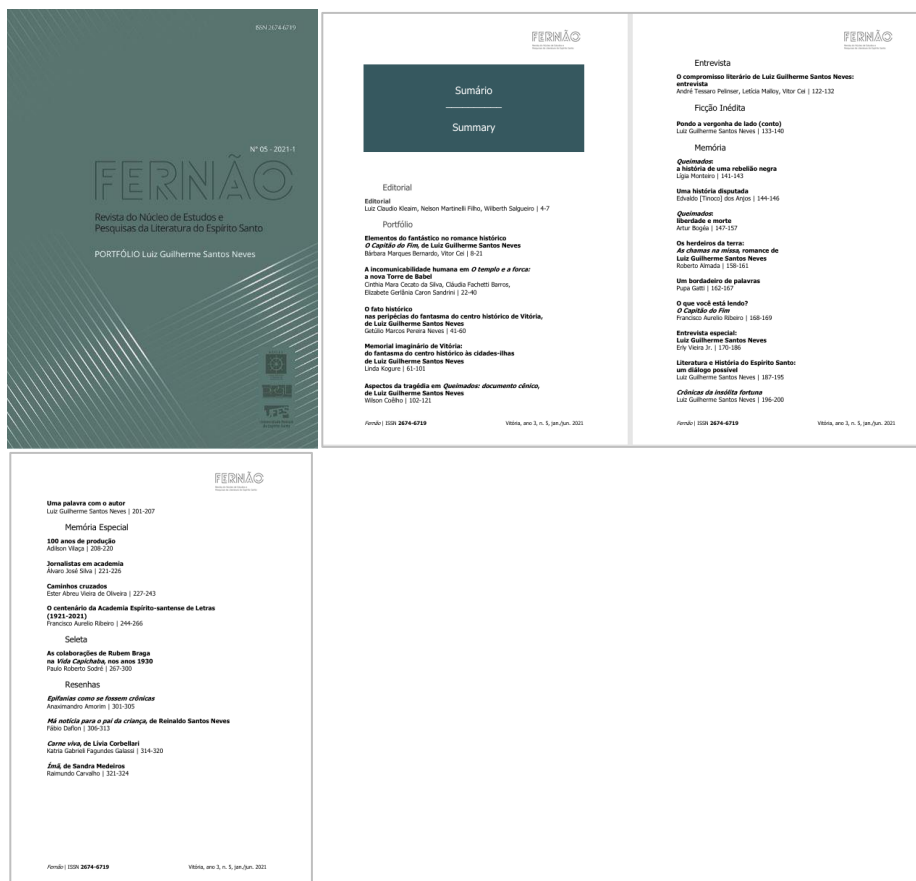 ISSN 2674-6719
N° 05 - 2021-1
FERNÃO
Revista do Núcleo de Estudos e
Pesquisas da Literatura do Espírito Santo
PORTFÓLIO Luiz Guilherme Santos Neves
FERNÃO
Sumário
Summary
Editorial
Editorial
Luiz Claudio Kleaim, Nelson Martinelli Filho, Wilberth Salgueiro | 4-7
Portfólio
Elementos do fantástico no romance histórico
O Capitão do Fim, de Luiz Guilherme Santos Neves
Bárbara Marques Bernardo, Vitor Cei | 8-21
A incomunicabilidade humana em O templo e a forca:
a nova Torre de Babel
Cinthia Mara Cecato da Silva, Cláudia Fachetti Barros,
Elizabete Gerlânia Caron Sandrini | 22-40
O fato histórico
nas peripécias do fantasma do centro histórico de Vitória,
de Luiz Guilherme Santos Neves
Getúlio Marcos Pereira Neves | 41-60
Memorial imaginário de Vitória:
do fantasma do centro histórico às cidades-ilhas
de Luiz Guilherme Santos Neves
Linda Kogure | 61-101
Aspectos da tragédia em Queimados: documento cênico,
de Luiz Guilherme Santos Neves
Wilson Coêlho | 102-121
Fernão | ISSN 2674-6719 Vitória, ano 3, n. 5, jan./jun. 2021
FERNÃO
Entrevista
O compromisso literário de Luiz Guilherme Santos Neves:
entrevista
André Tessaro Pelinser, Letícia Malloy, Vitor Cei | 122-132
Ficção Inédita
Pondo a vergonha de lado (conto)
Luiz Guilherme Santos Neves | 133-140
Memória
Queimados:
a história de uma rebelião negra
Lígia Monteiro | 141-143
Uma história disputada
Edvaldo [Tinoco] dos Anjos | 144-146
Queimados:
liberdade e morte
Artur Bogéa | 147-157
Os herdeiros da terra:
As chamas na missa, romance de
Luiz Guilherme Santos Neves
Roberto Almada | 158-161
Um bordadeiro de palavras
Pupa Gatti | 162-167
O que você está lendo?
O Capitão do Fim
Francisco Aurelio Ribeiro | 168-169
Entrevista especial:
Luiz Guilherme Santos Neves
Erly Vieira Jr. | 170-186
Literatura e História do Espírito Santo:
um diálogo possível
Luiz Guilherme Santos Neves | 187-195
Crônicas da insólita fortuna
Luiz Guilherme Santos Neves | 196-200
Fernão | ISSN 2674-6719 Vitória, ano 3, n. 5, jan./jun. 2021
FERNÃO
Uma palavra com o autor
Luiz Guilherme Santos Neves | 201-207
Memória Especial
100 anos de produção
Adilson Vilaça | 208-220
Jornalistas em academia
Álvaro José Silva | 221-226
Caminhos cruzados
Ester Abreu Vieira de Oliveira | 227-243
O centenário da Academia Espírito-santense de Letras
(1921-2021)
Francisco Aurelio Ribeiro | 244-266
Seleta
As colaborações de Rubem Braga
na Vida Capichaba, nos anos 1930
Paulo Roberto Sodré | 267-300
Resenhas
Epifanias como se fossem crônicas
Anaximandro Amorim | 301-305
Má notícia para o pai da criança, de Reinaldo Santos Neves
Fábio Daflon | 306-313
Carne viva, de Lívia Corbellari
Katria Gabrieli Fagundes Galassi | 314-320
Ímã, de Sandra Medeiros
Raimundo Carvalho | 321-324
Fernão | ISSN 2674-6719 Vitória, ano 3, n. 5, jan./jun. 2021